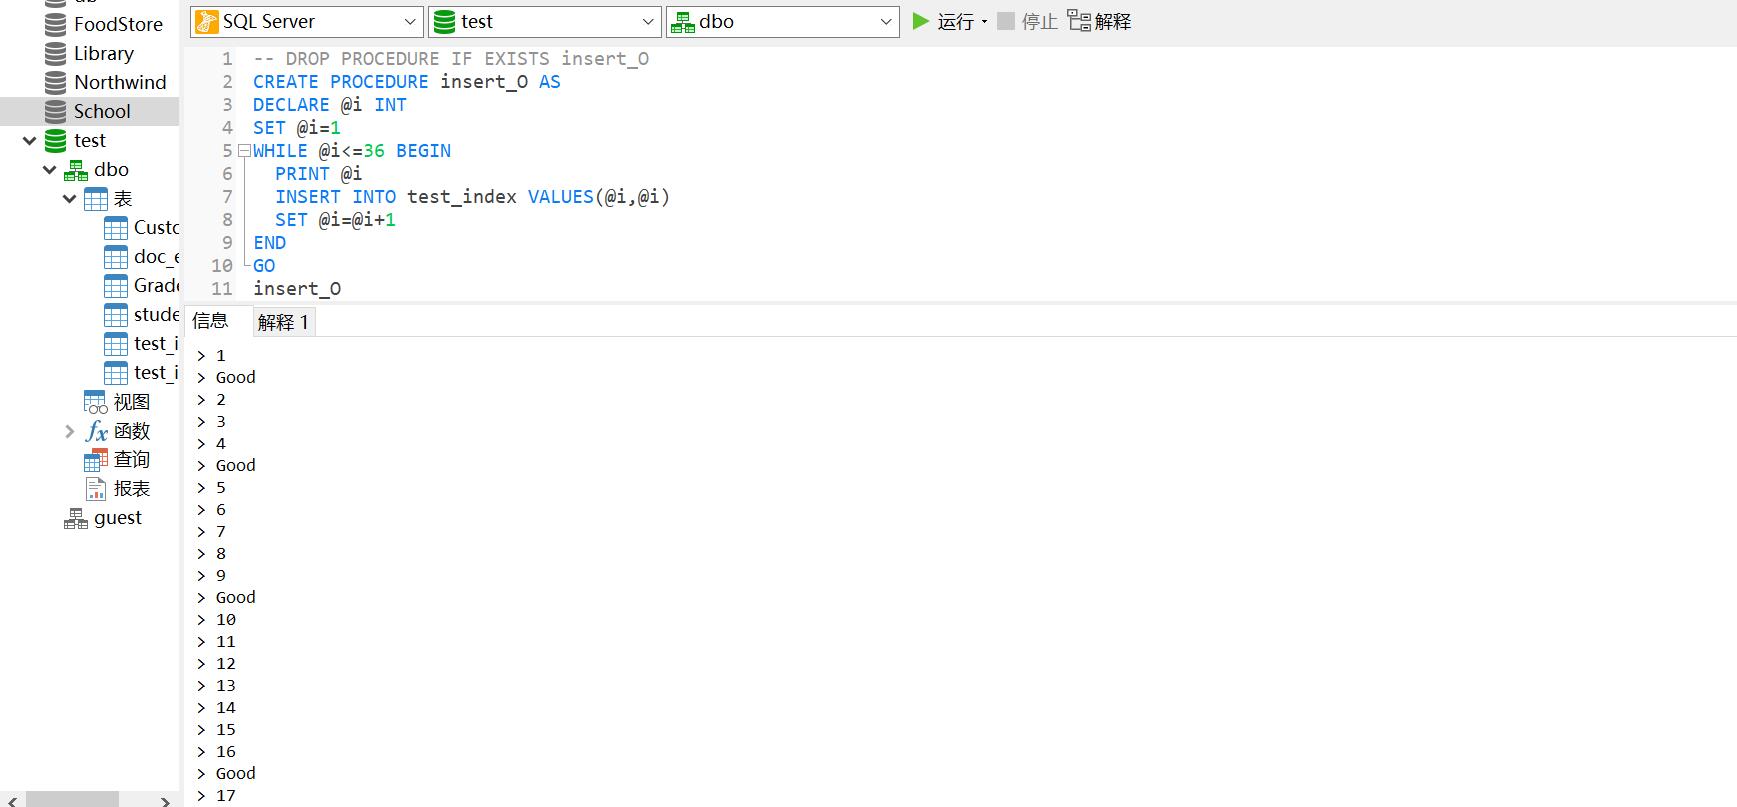 FoodStore
Library
Northwind
School
test
dbo
表
Custo
doc_e
Grade
stude
test_i
test_i
视图
函数
查询
报表
guest
SQL Server test dbo 运行 停止 解释
1 -- DROP PROCEDURE IF EXISTS insert_O
2 CREATE PROCEDURE insert_O AS
3 DECLARE @i INT
4 SET @i=1
5 WHILE @i<=36 BEGIN
6 PRINT @i
7 INSERT INTO test_index VALUES(@i,@i)
8 SET @i=@i+1
9 END
10 GO
11 insert_O
信息 解释 1
> 1
> Good
> 2
> 3
> 4
> Good
> 5
> 6
> 7
> 8
> 9
> Good
> 10
> 11
> 12
> 13
> 14
> 15
> 16
> Good
> 17